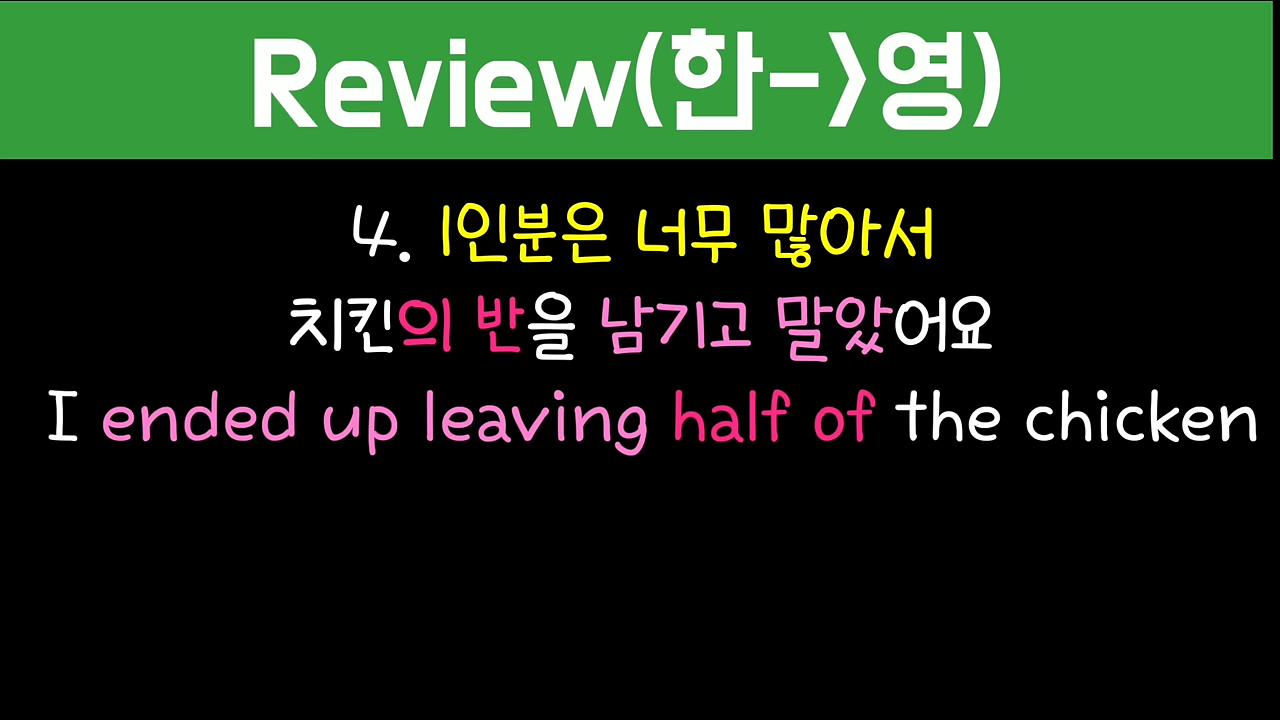 Review(한->영)
4. 1인분은 너무 많아서
치킨의 반을 남기고 말았어요
I ended up leaving half of the chicken